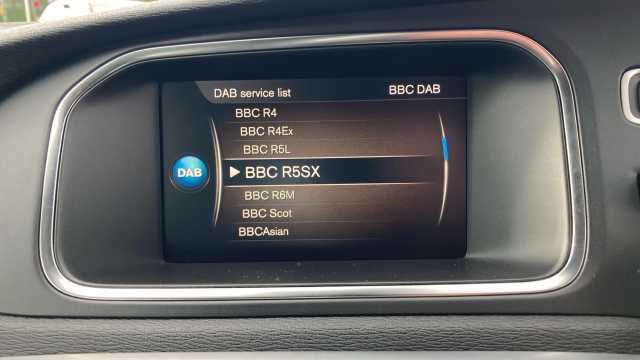 DAB service list BBC DAB
BBC R4
BBC R4Ex
BBC R5L
DAB
BBC R5SX
BBC R6M
BBC Scot
BBCAsian